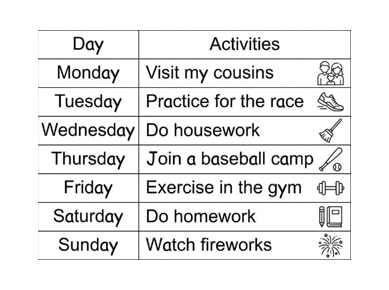 Day Activities
Monday Visit my cousins
Tuesday Practice for the race
Wednesday Do housework
Thursday Join a baseball camp
Friday Exercise in the gym
Saturday Do homework
Sunday Watch fireworks